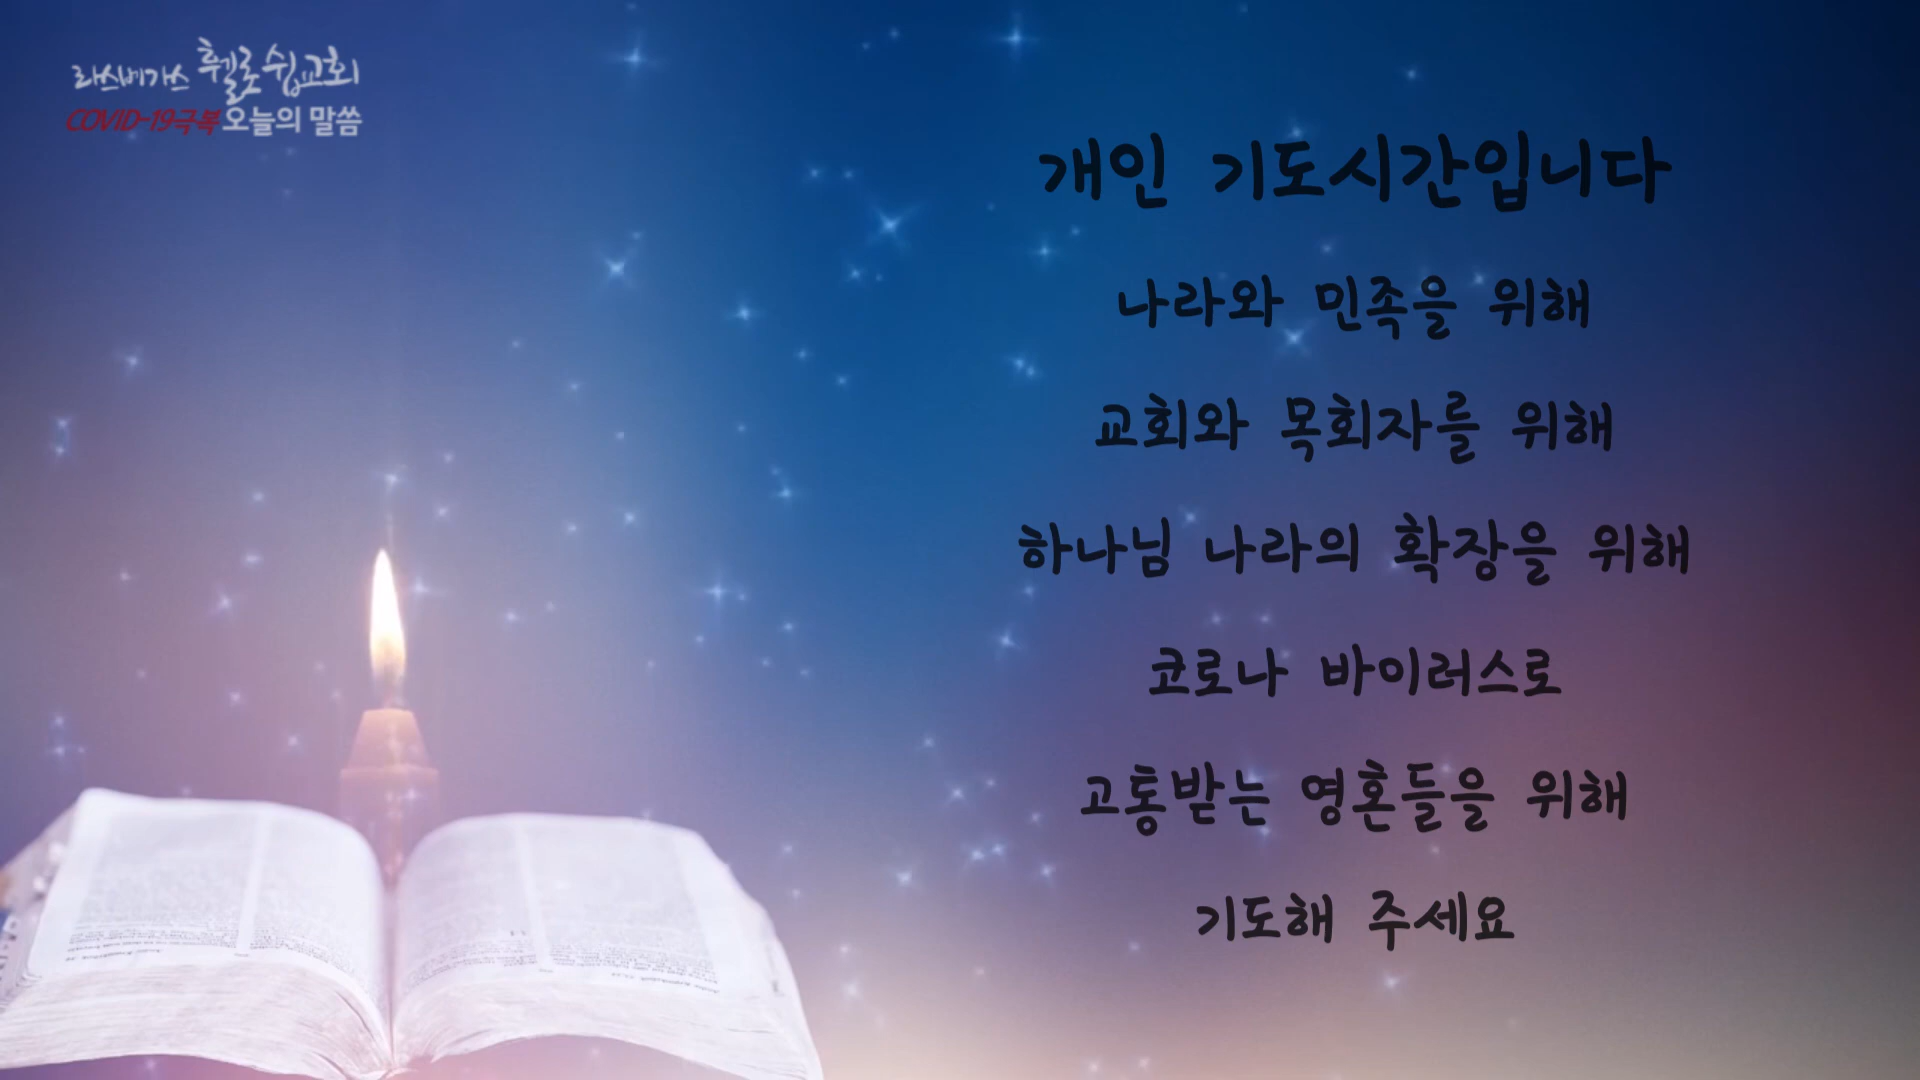 라스베가스 훼로쉽교회
COVID-19극복 오늘의 말씀
개인 기도시간입니다
나라와 민족을 위해
교회와 목회자를 위해
하나님 나라의 확장을 위해
코로나 바이러스로
고통받는 영혼들을 위해
기도해 주세요